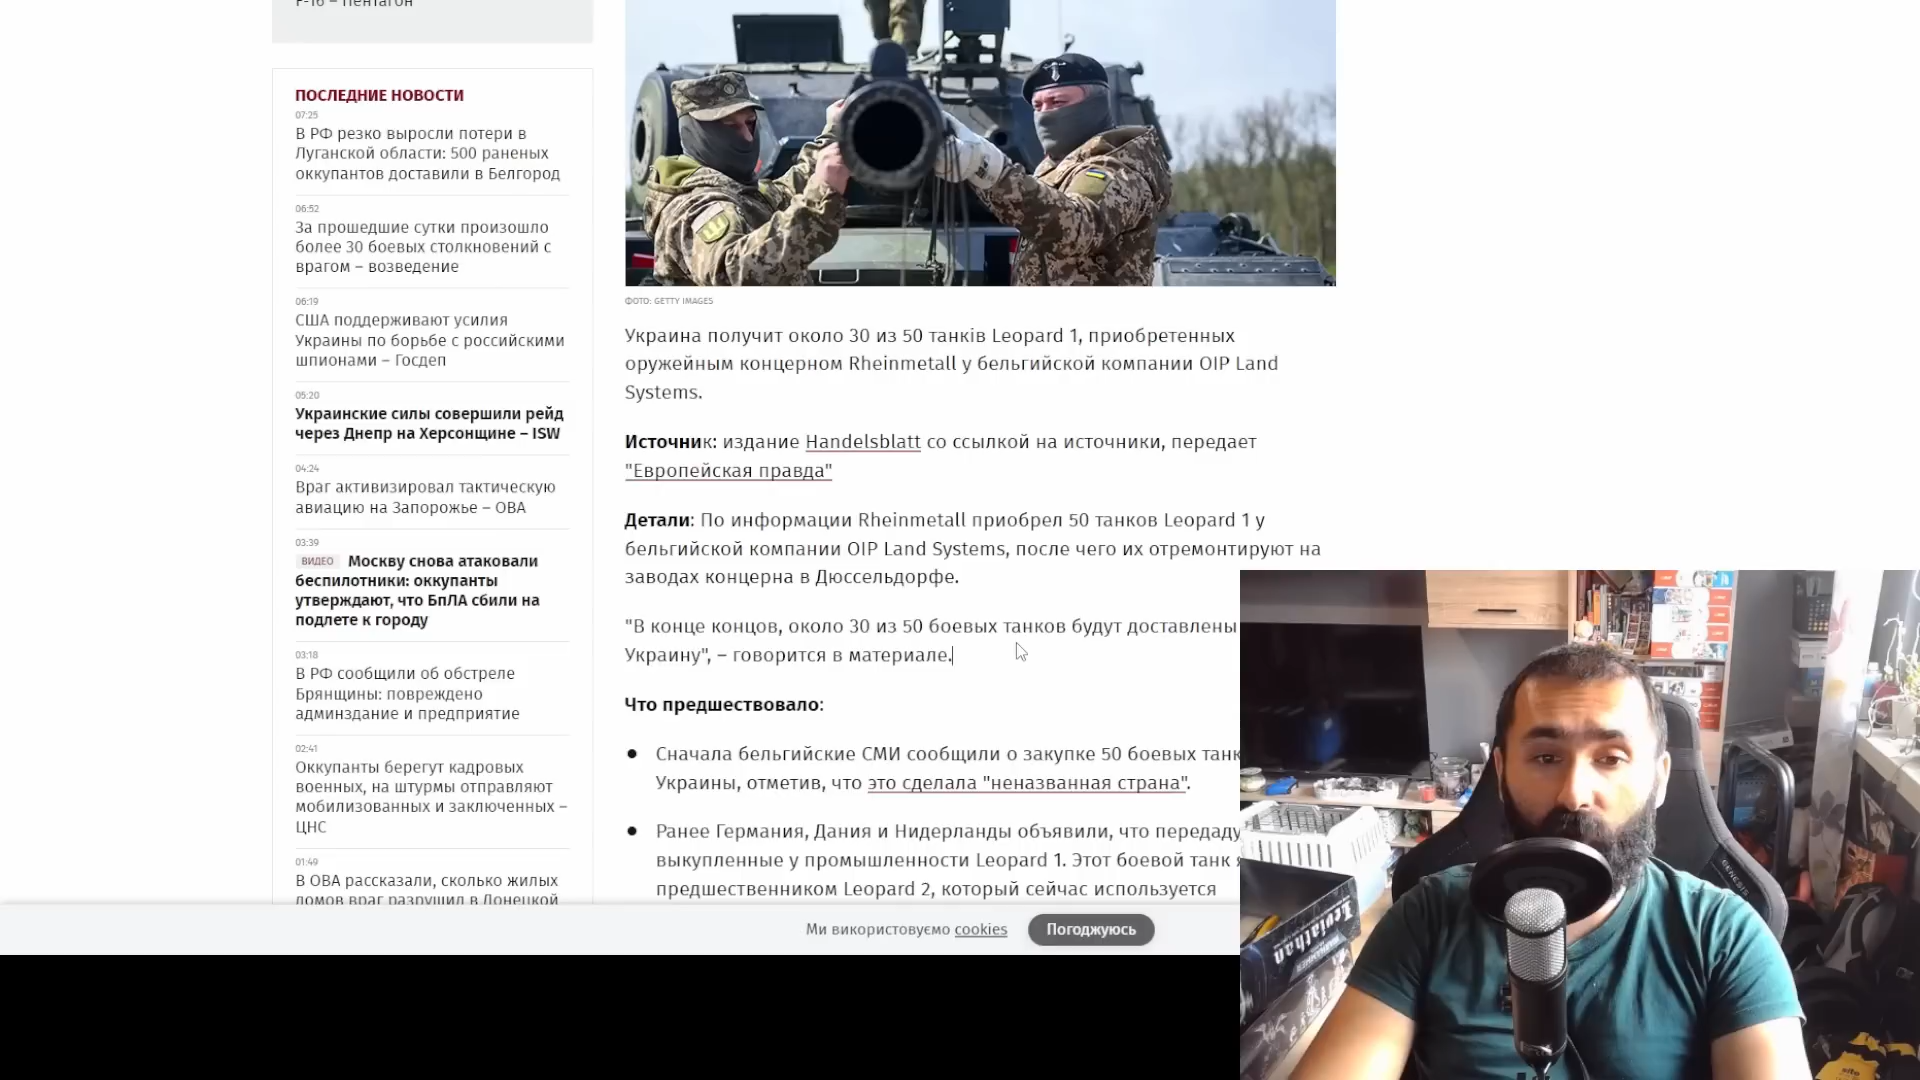 F-16 – Пентагон
ПОСЛЕДНИЕ НОВОСТИ
07:25
В РФ резко выросли потери в
Луганской области: 500 раненых
оккупантов доставили в Белгород
06:52
За прошедшие сутки произошло
более 30 боевых столкновений с
врагом – возведение
06:19
США поддерживают усилия
Украины по борьбе с российскими
шпионами – Госдеп
05:20
Украинские силы совершили рейд
через Днепр на Херсонщине – ISW
04:24
Враг активизировал тактическую
авиацию на Запорожье – ОВА
03:39
ВИДЕО Москву снова атаковали
беспилотники: оккупанты
утверждают, что БпЛА сбили на
подлете к городу
03:18
В РФ сообщили об обстреле
Брянщины: повреждено
админздание и предприятие
02:41
Оккупанты берегут кадровых
военных, на штурмы отправляют
мобилизованных и заключенных –
ЦНС
01:49
В ОВА рассказали, сколько жилых
домов враг разрушил в Донецкой
ФОТО: GETTY IMAGES
Украина получит около 30 из 50 танків Leopard 1, приобретенных
оружейным концерном Rheinmetall у бельгийской компании OIP Land
Systems.
Источник: издание Handelsblatt со ссылкой на источники, передает
"Европейская правда"
Детали: По информации Rheinmetall приобрел 50 танков Leopard 1 у
бельгийской компании OIP Land Systems, после чего их отремонтируют на
заводах концерна в Дюссельдорфе.
"В конце концов, около 30 из 50 боевых танков будут доставлены
Украину", – говорится в материале.
Что предшествовало:
● Сначала бельгийские СМИ сообщили о закупке 50 боевых танк
Украины, отметив, что это сделала "неназванная страна".
● Ранее Германия, Дания и Нидерланды объявили, что передаду
выкупленные у промышленности Leopard 1. Этот боевой танк я
предшественником Leopard 2, который сейчас используется
Ми використовуємо cookies Погоджуюсь
GENESIS
Leviathan